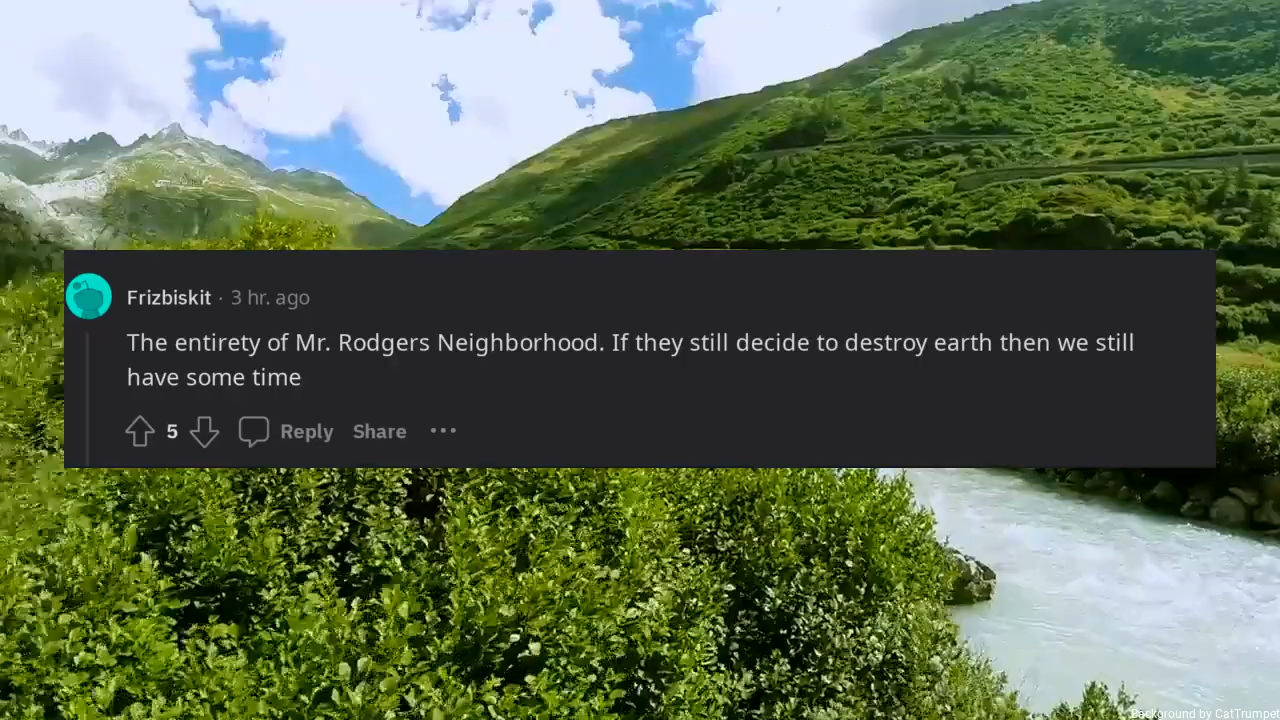 Frizbiskit · 3 hr. ago
The entirety of Mr. Rodgers Neighborhood. If they still decide to destroy earth then we still
have some time
5 Reply Share ...
Background by CatTrumpet